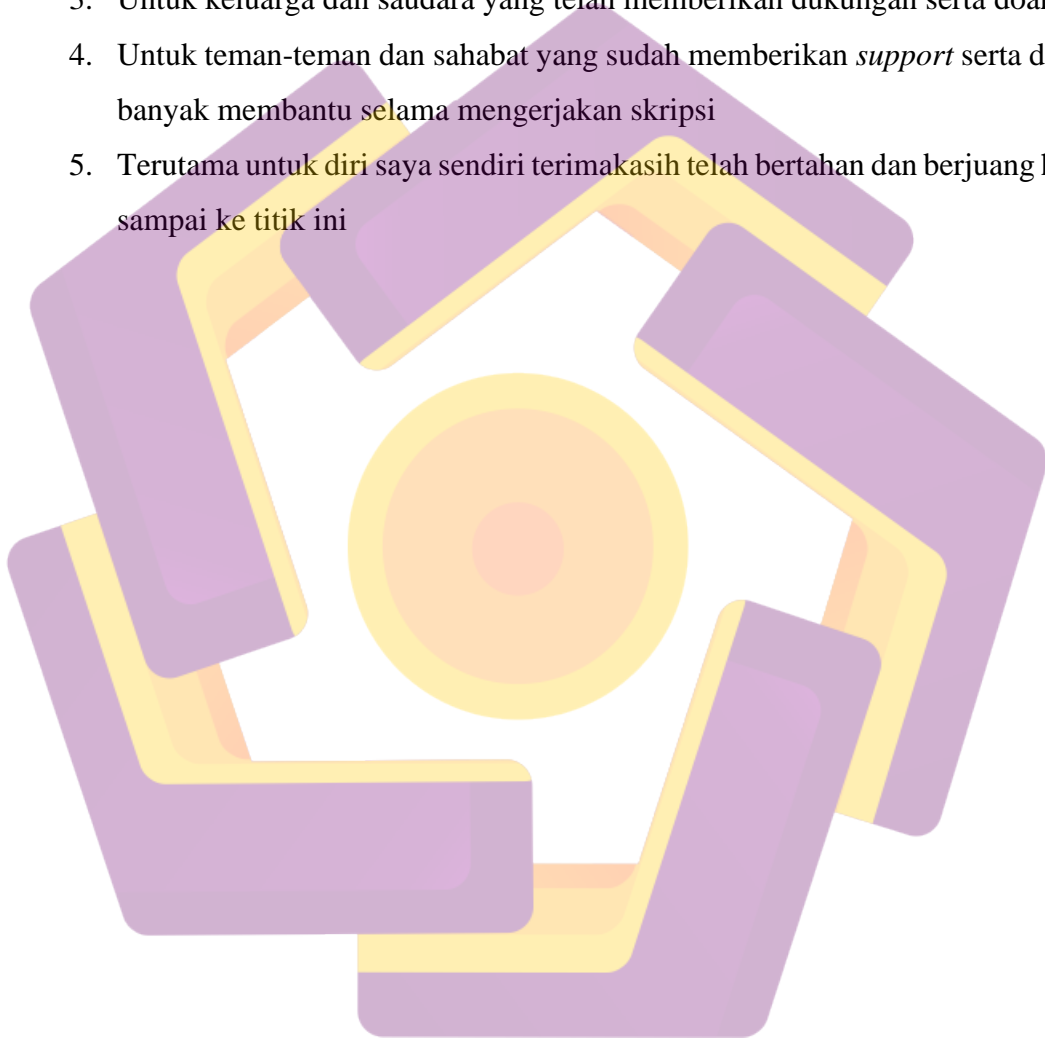 3. Untuk keluarga dan saudara yang telah memberikan dukungan serta doa
4. Untuk teman-teman dan sahabat yang sudah memberikan support serta
banyak membantu selama mengerjakan skripsi
5. Terutama untuk diri saya sendiri terimakasih telah bertahan dan berjuang
sampai ke titik ini